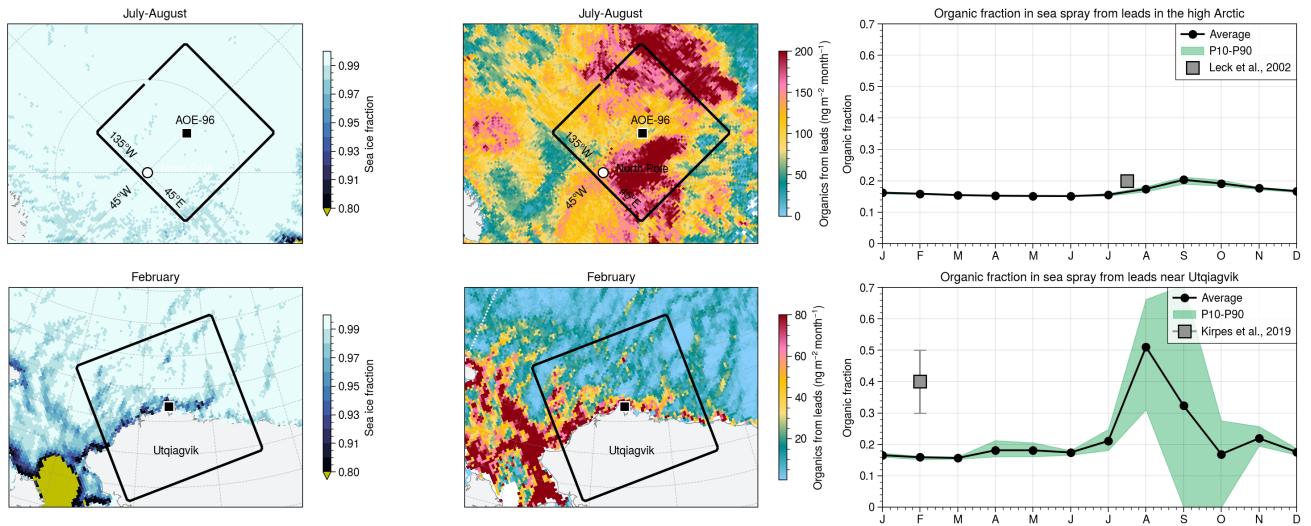 July-August
AOE-96
135°W
45°W
45°E
0.99
0.97
0.95
0.93
0.91
0.80
Sea ice fraction
July-August
AOE-96
135°W
North Pole
45°W
45°E
200
150
100
50
0
Organics from leads (ng m⁻² month⁻¹)
Organic fraction in sea spray from leads in the high Arctic
Average
P10-P90
Leck et al., 2002
0.7
0.6
0.5
0.4
0.3
0.2
0.1
0
Organic fraction
J F M A M J J A S O N D
February
Utqiagvik
0.99
0.97
0.95
0.93
0.91
0.80
Sea ice fraction
February
Utqiagvik
80
70
60
50
40
30
20
Organics from leads (ng m⁻² month⁻¹)
Organic fraction in sea spray from leads near Utqiagvik
Average
P10-P90
Kirpes et al., 2019
0.7
0.6
0.5
0.4
0.3
0.2
0.1
0
Organic fraction
J F M A M J J A S O N D